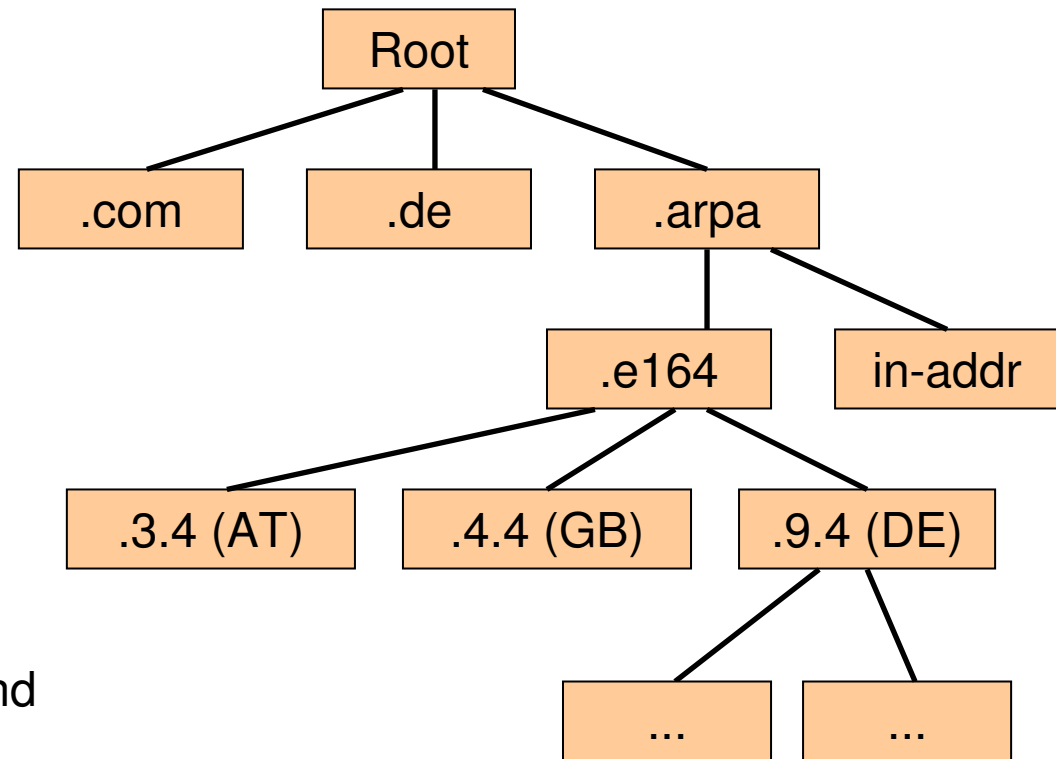 Root
.com
.de
.arpa
.e164
in-addr
.3.4 (AT)
.4.4 (GB)
.9.4 (DE)
nd
...
...